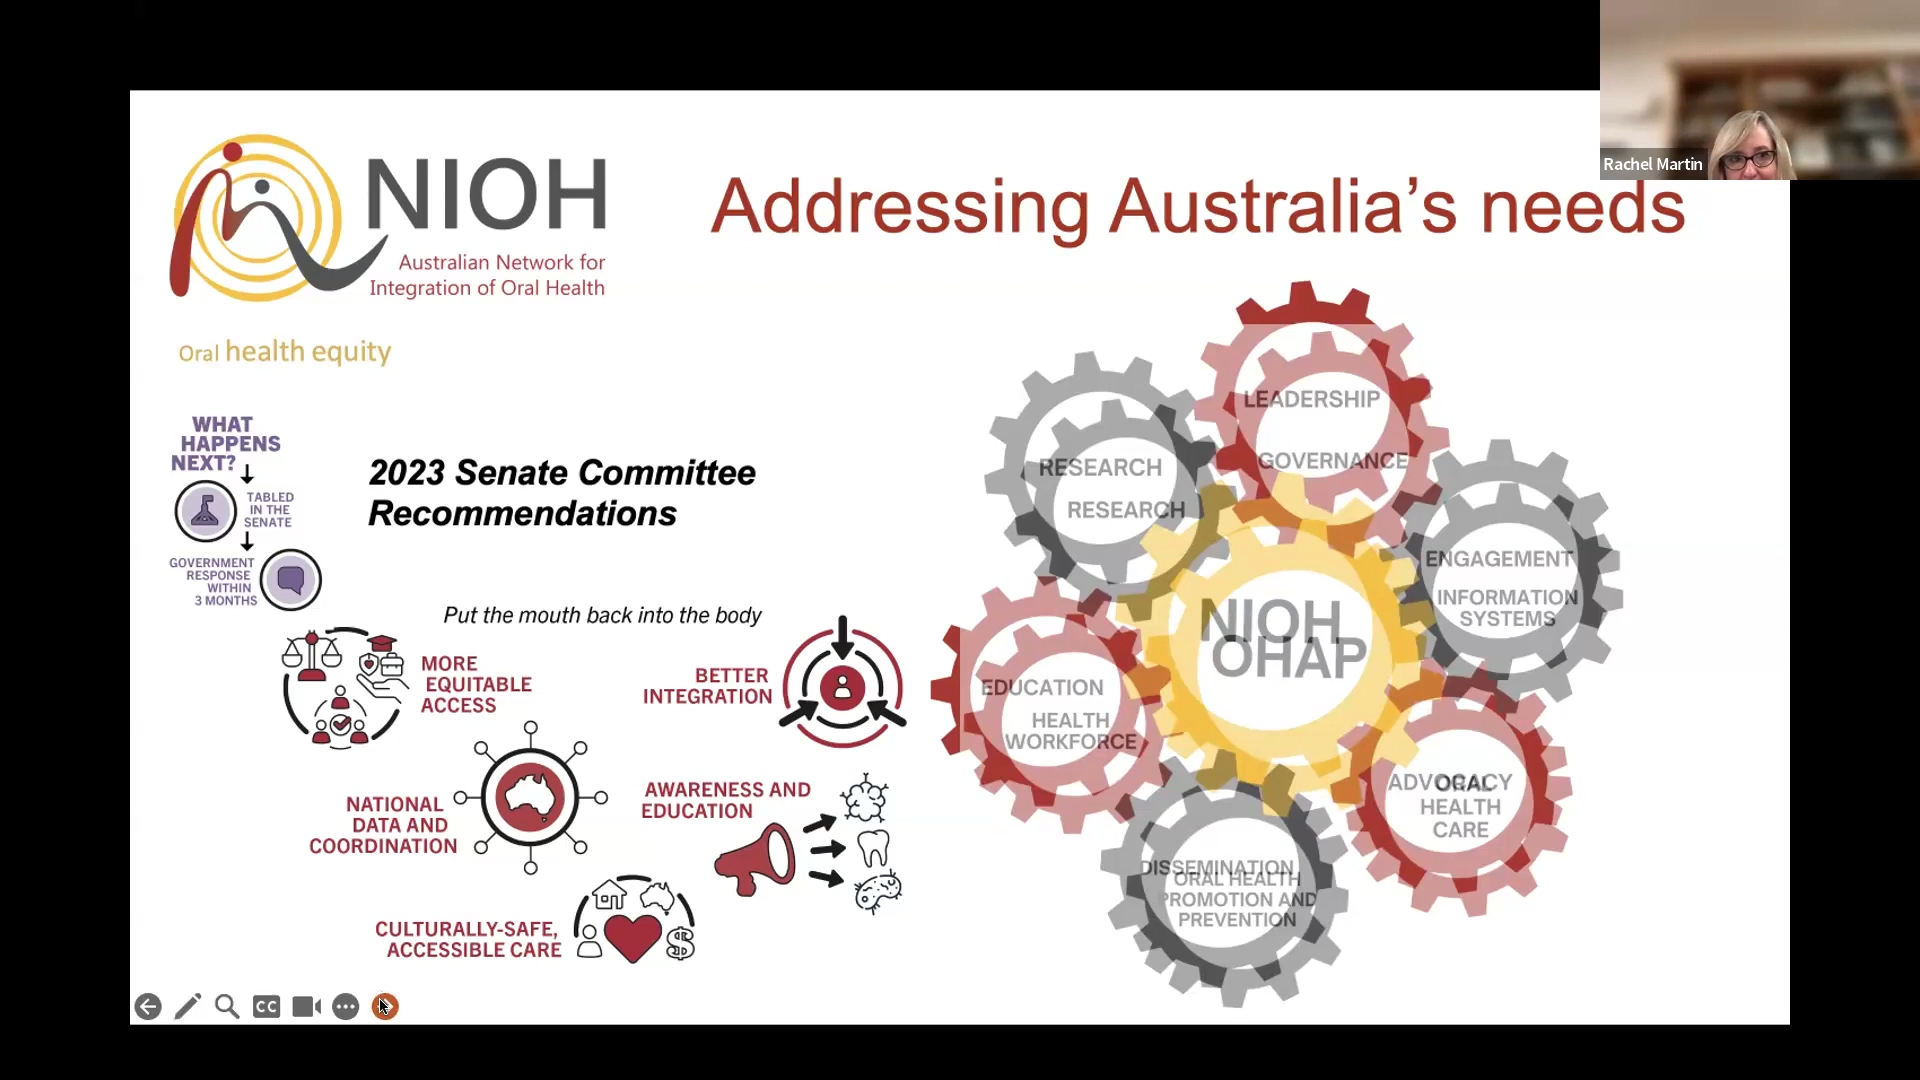 Rachel Martin
NIOH
Australian Network for
Integration of Oral Health
Addressing Australia's needs
Oral health equity
WHAT
HAPPENS
NEXT?
TABLED
IN THE
SENATE
GOVERNMENT
RESPONSE
WITHIN
3 MONTHS
2023 Senate Committee
Recommendations
Put the mouth back into the body
MORE
EQUITABLE
ACCESS
BETTER
INTEGRATION
NATIONAL
DATA AND
COORDINATION
AWARENESS AND
EDUCATION
CULTURALLY-SAFE,
ACCESSIBLE CARE
$
LEADERSHIP
GOVERNANCE
RESEARCH
RESEARCH
ENGAGEMENT
INFORMATION
SYSTEMS
NIOH
OHAP
EDUCATION
HEALTH
WORKFORCE
ADVOCACY
ORAL
HEALTH
CARE
DISSEMINATION
ORAL HEALTH
PROMOTION AND
PREVENTION
CC